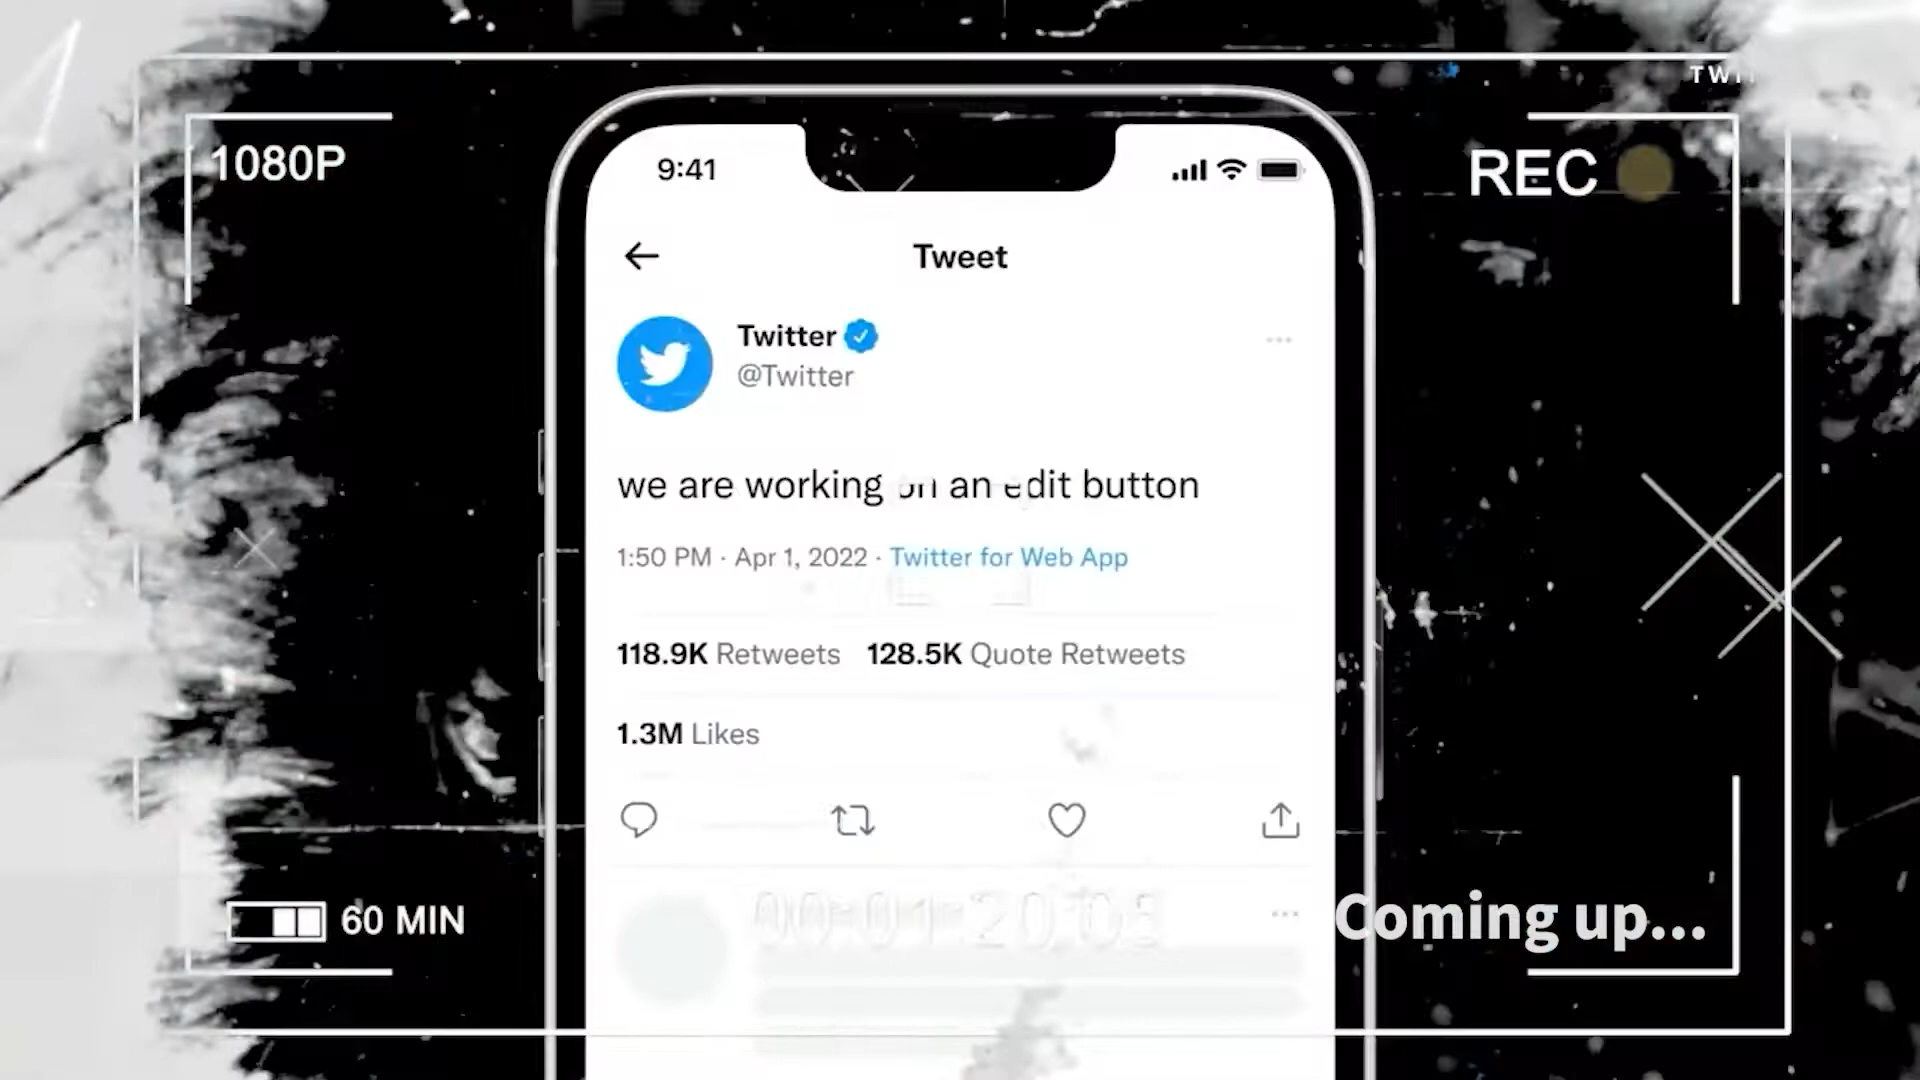 1080P
REC
9:41
Tweet
Twitter
@Twitter
we are working on an edit button
1:50 PM · Apr 1, 2022 · Twitter for Web App
118.9K Retweets 128.5K Quote Retweets
1.3M Likes
60 MIN
Coming up...